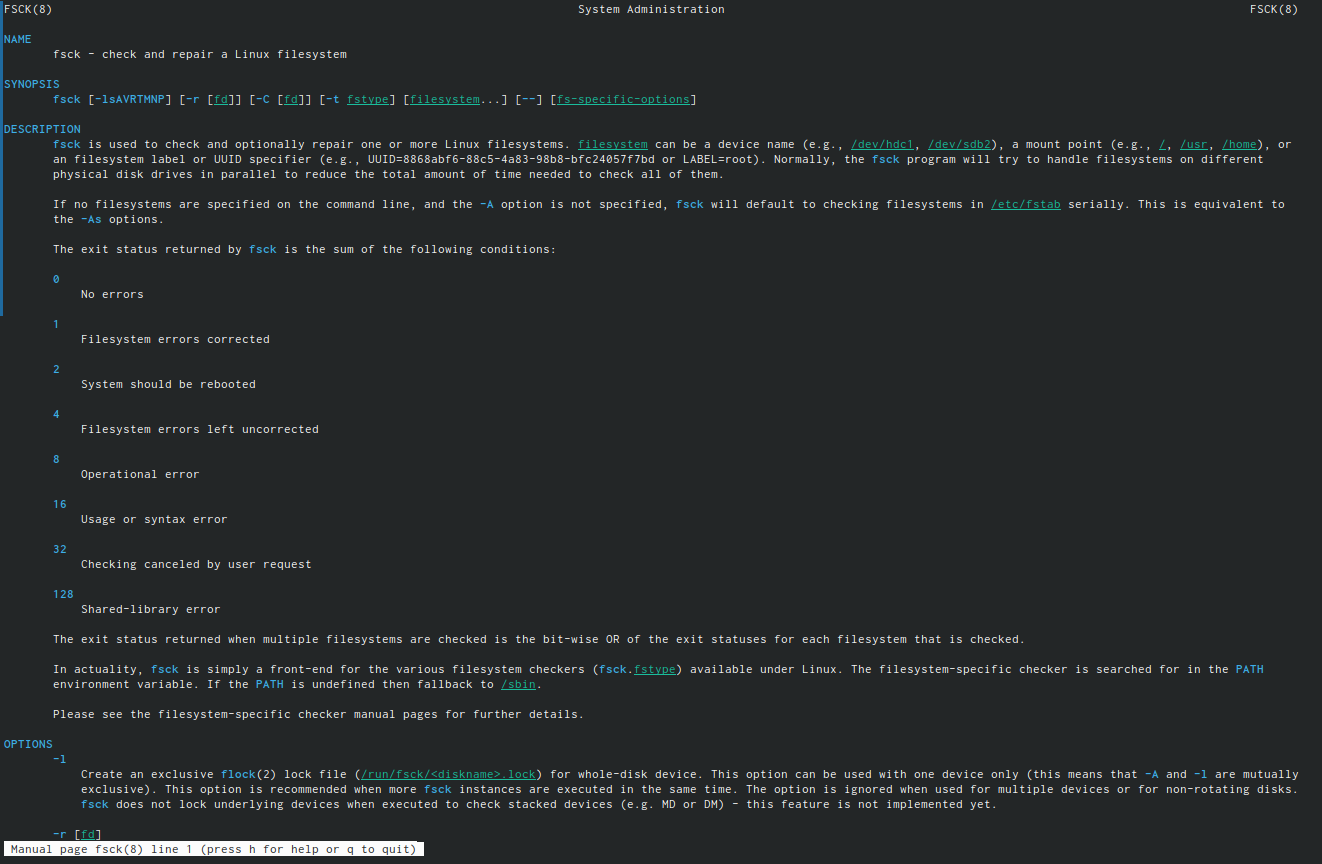 FSCK(8) System Administration FSCK(8)
NAME
fsck - check and repair a Linux filesystem
SYNOPSIS
fsck [-lsAVRTMNP] [-r [fd]] [-C [fd]] [-t fstype] [filesystem...] [--] [fs-specific-options]
DESCRIPTION
fsck is used to check and optionally repair one or more Linux filesystems. filesystem can be a device name (e.g., /dev/hdc1, /dev/sdb2), a mount point (e.g., /, /usr, /home), or
an filesystem label or UUID specifier (e.g., UUID=8868abf6-88c5-4a83-98b8-bfc24057f7bd or LABEL=root). Normally, the fsck program will try to handle filesystems on different
physical disk drives in parallel to reduce the total amount of time needed to check all of them.
If no filesystems are specified on the command line, and the -A option is not specified, fsck will default to checking filesystems in /etc/fstab serially. This is equivalent to
the -As options.
The exit status returned by fsck is the sum of the following conditions:
0
No errors
1
Filesystem errors corrected
2
System should be rebooted
4
Filesystem errors left uncorrected
8
Operational error
16
Usage or syntax error
32
Checking canceled by user request
128
Shared-library error
The exit status returned when multiple filesystems are checked is the bit-wise OR of the exit statuses for each filesystem that is checked.
In actuality, fsck is simply a front-end for the various filesystem checkers (fsck.fstype) available under Linux. The filesystem-specific checker is searched for in the PATH
environment variable. If the PATH is undefined then fallback to /sbin.
Please see the filesystem-specific checker manual pages for further details.
OPTIONS
-l
Create an exclusive flock(2) lock file (/run/fsck/<diskname>.lock) for whole-disk device. This option can be used with one device only (this means that -A and -l are mutually
exclusive). This option is recommended when more fsck instances are executed in the same time. The option is ignored when used for multiple devices or for non-rotating disks.
fsck does not lock underlying devices when executed to check stacked devices (e.g. MD or DM) - this feature is not implemented yet.
-r [fd]
Manual page fsck(8) line 1 (press h for help or q to quit)